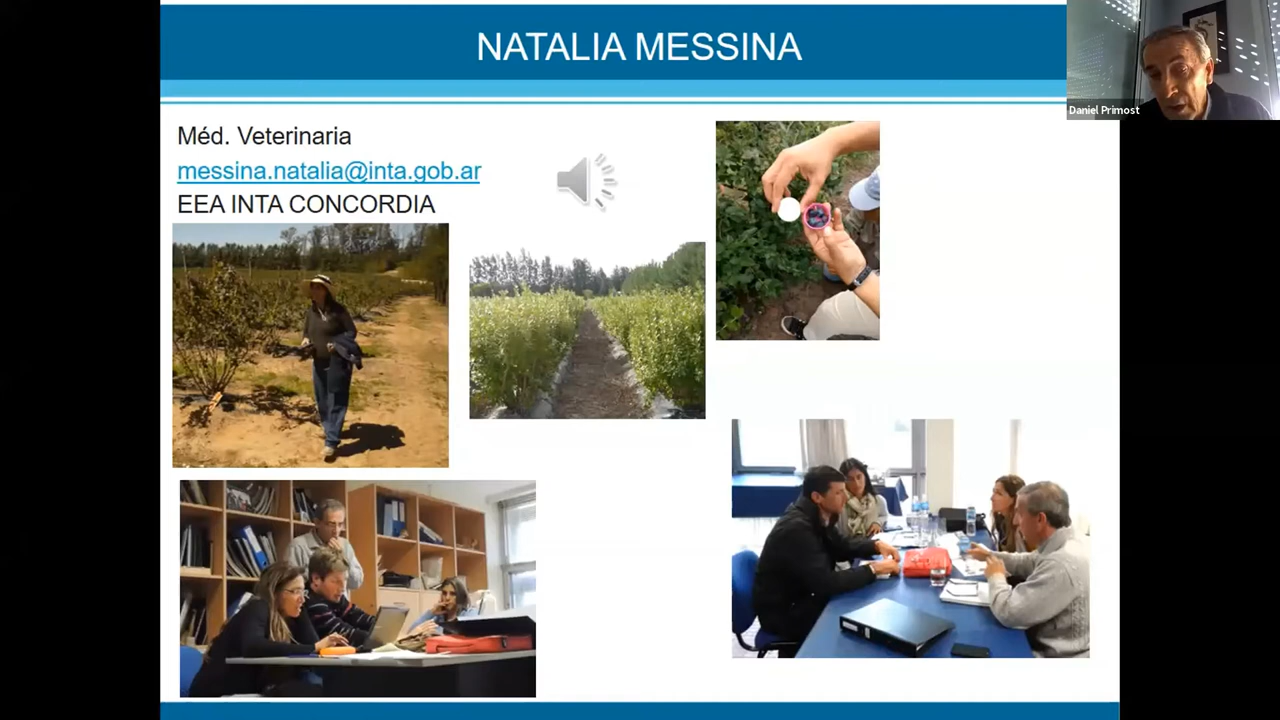 NATALIA MESSINA
Daniel Primost
Méd. Veterinaria
messina.natalia@inta.gob.ar
EEA INTA CONCORDIA